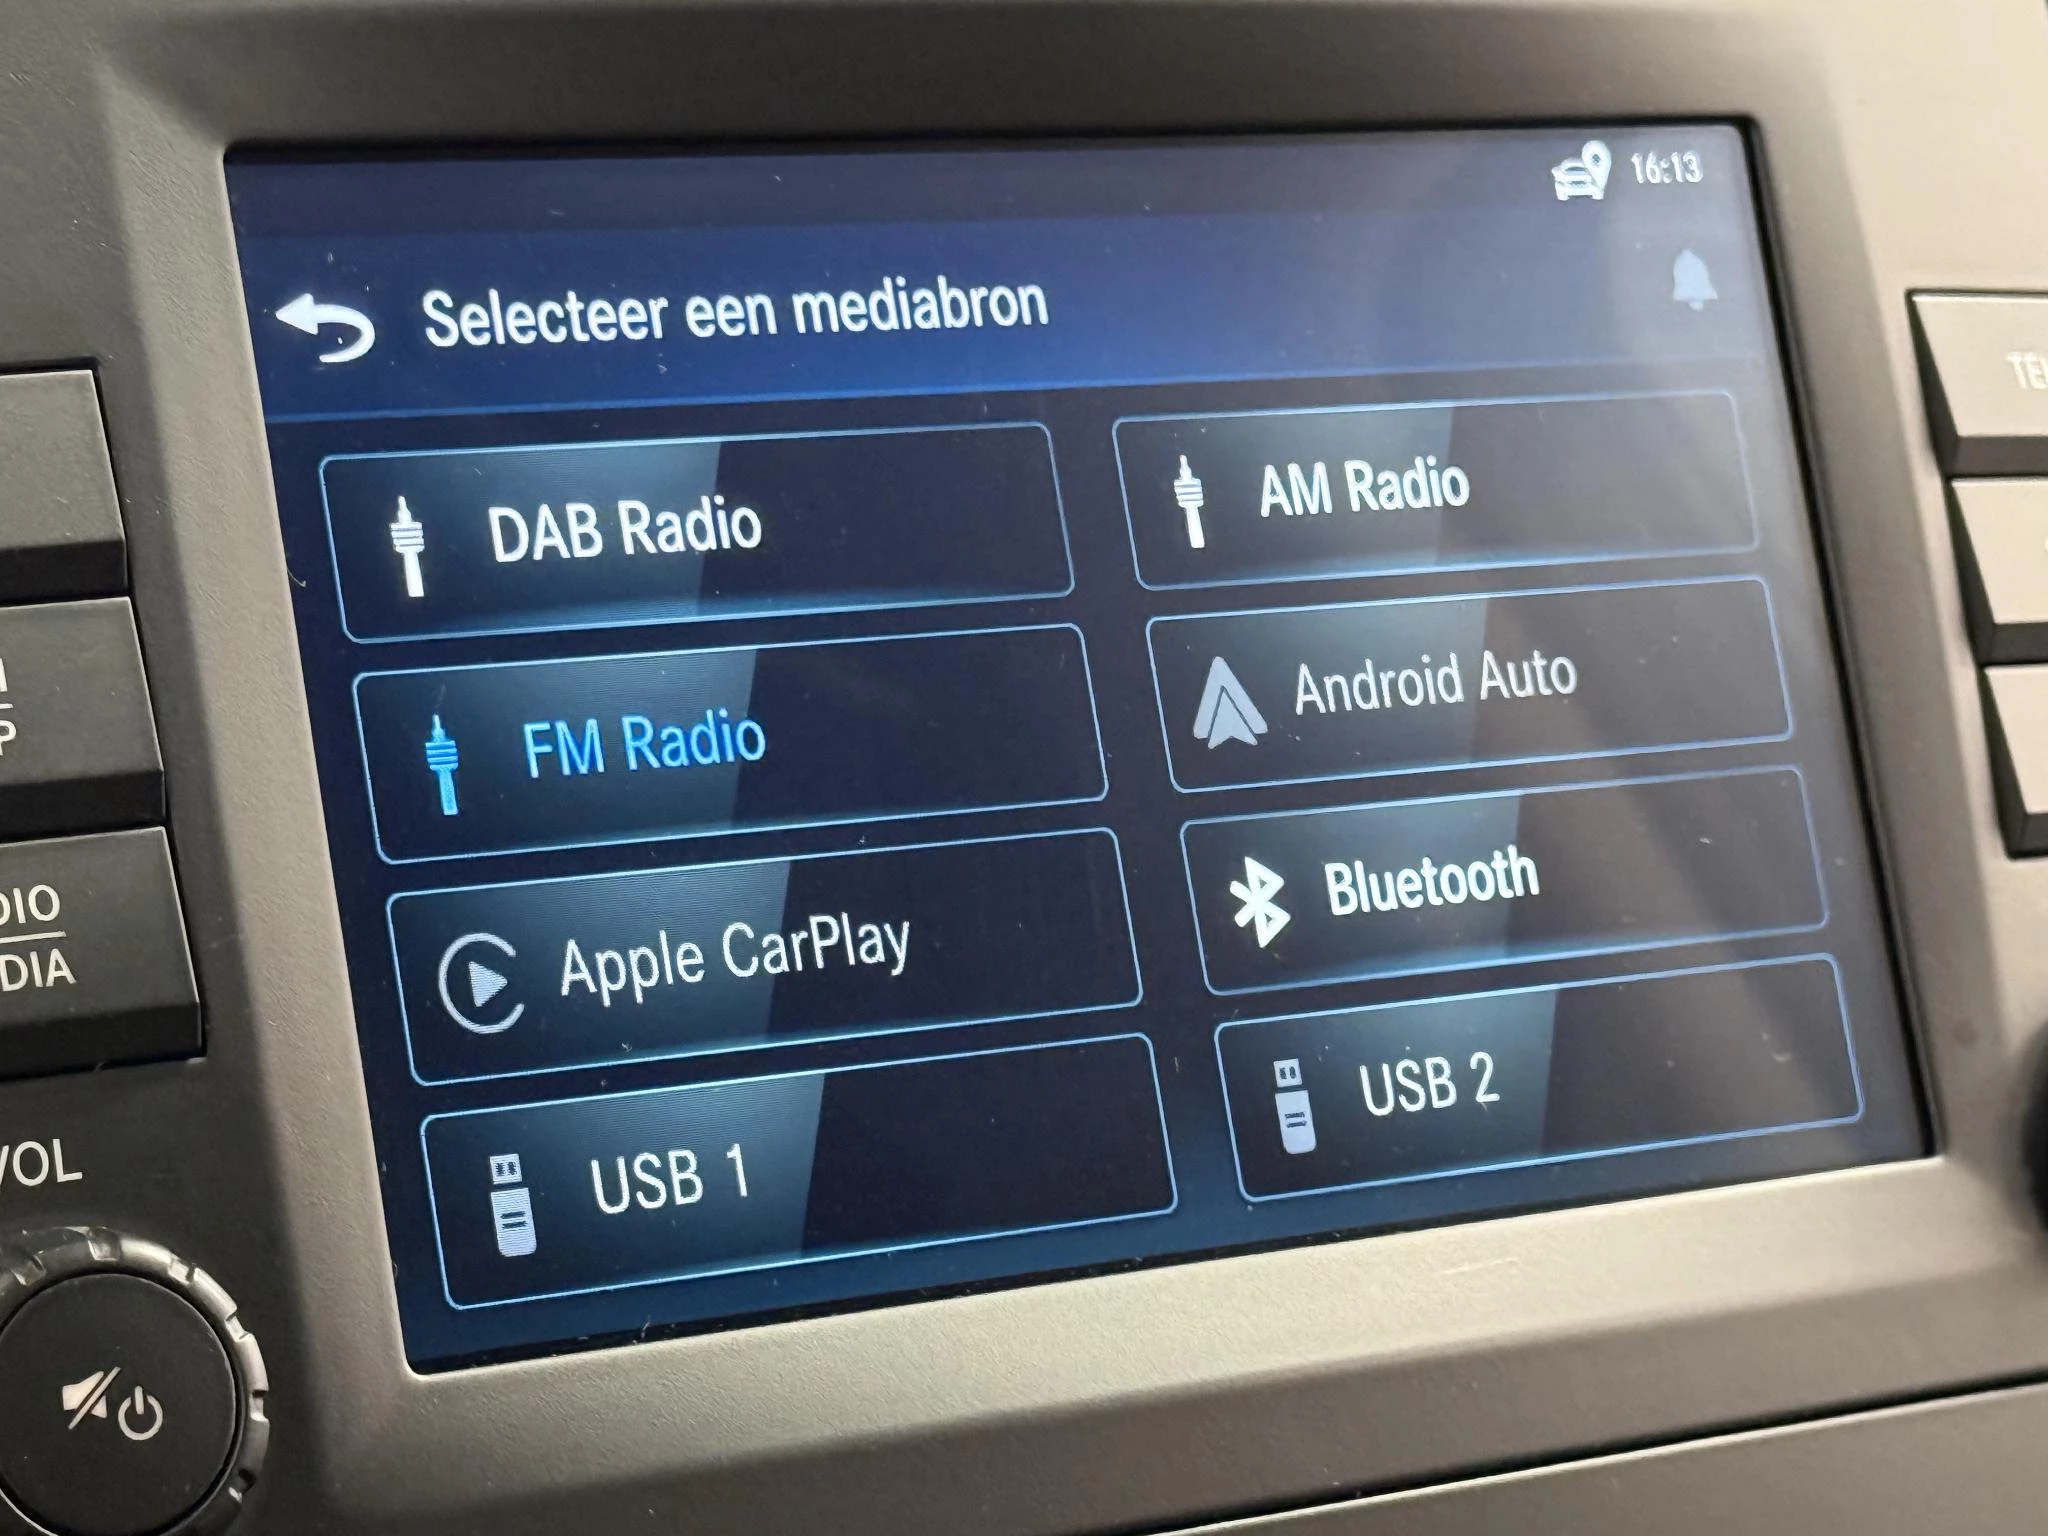 16:13
Selecteer een mediabron
DAB Radio
AM Radio
FM Radio
Android Auto
Apple CarPlay
Bluetooth
USB 1
USB 2
VOL